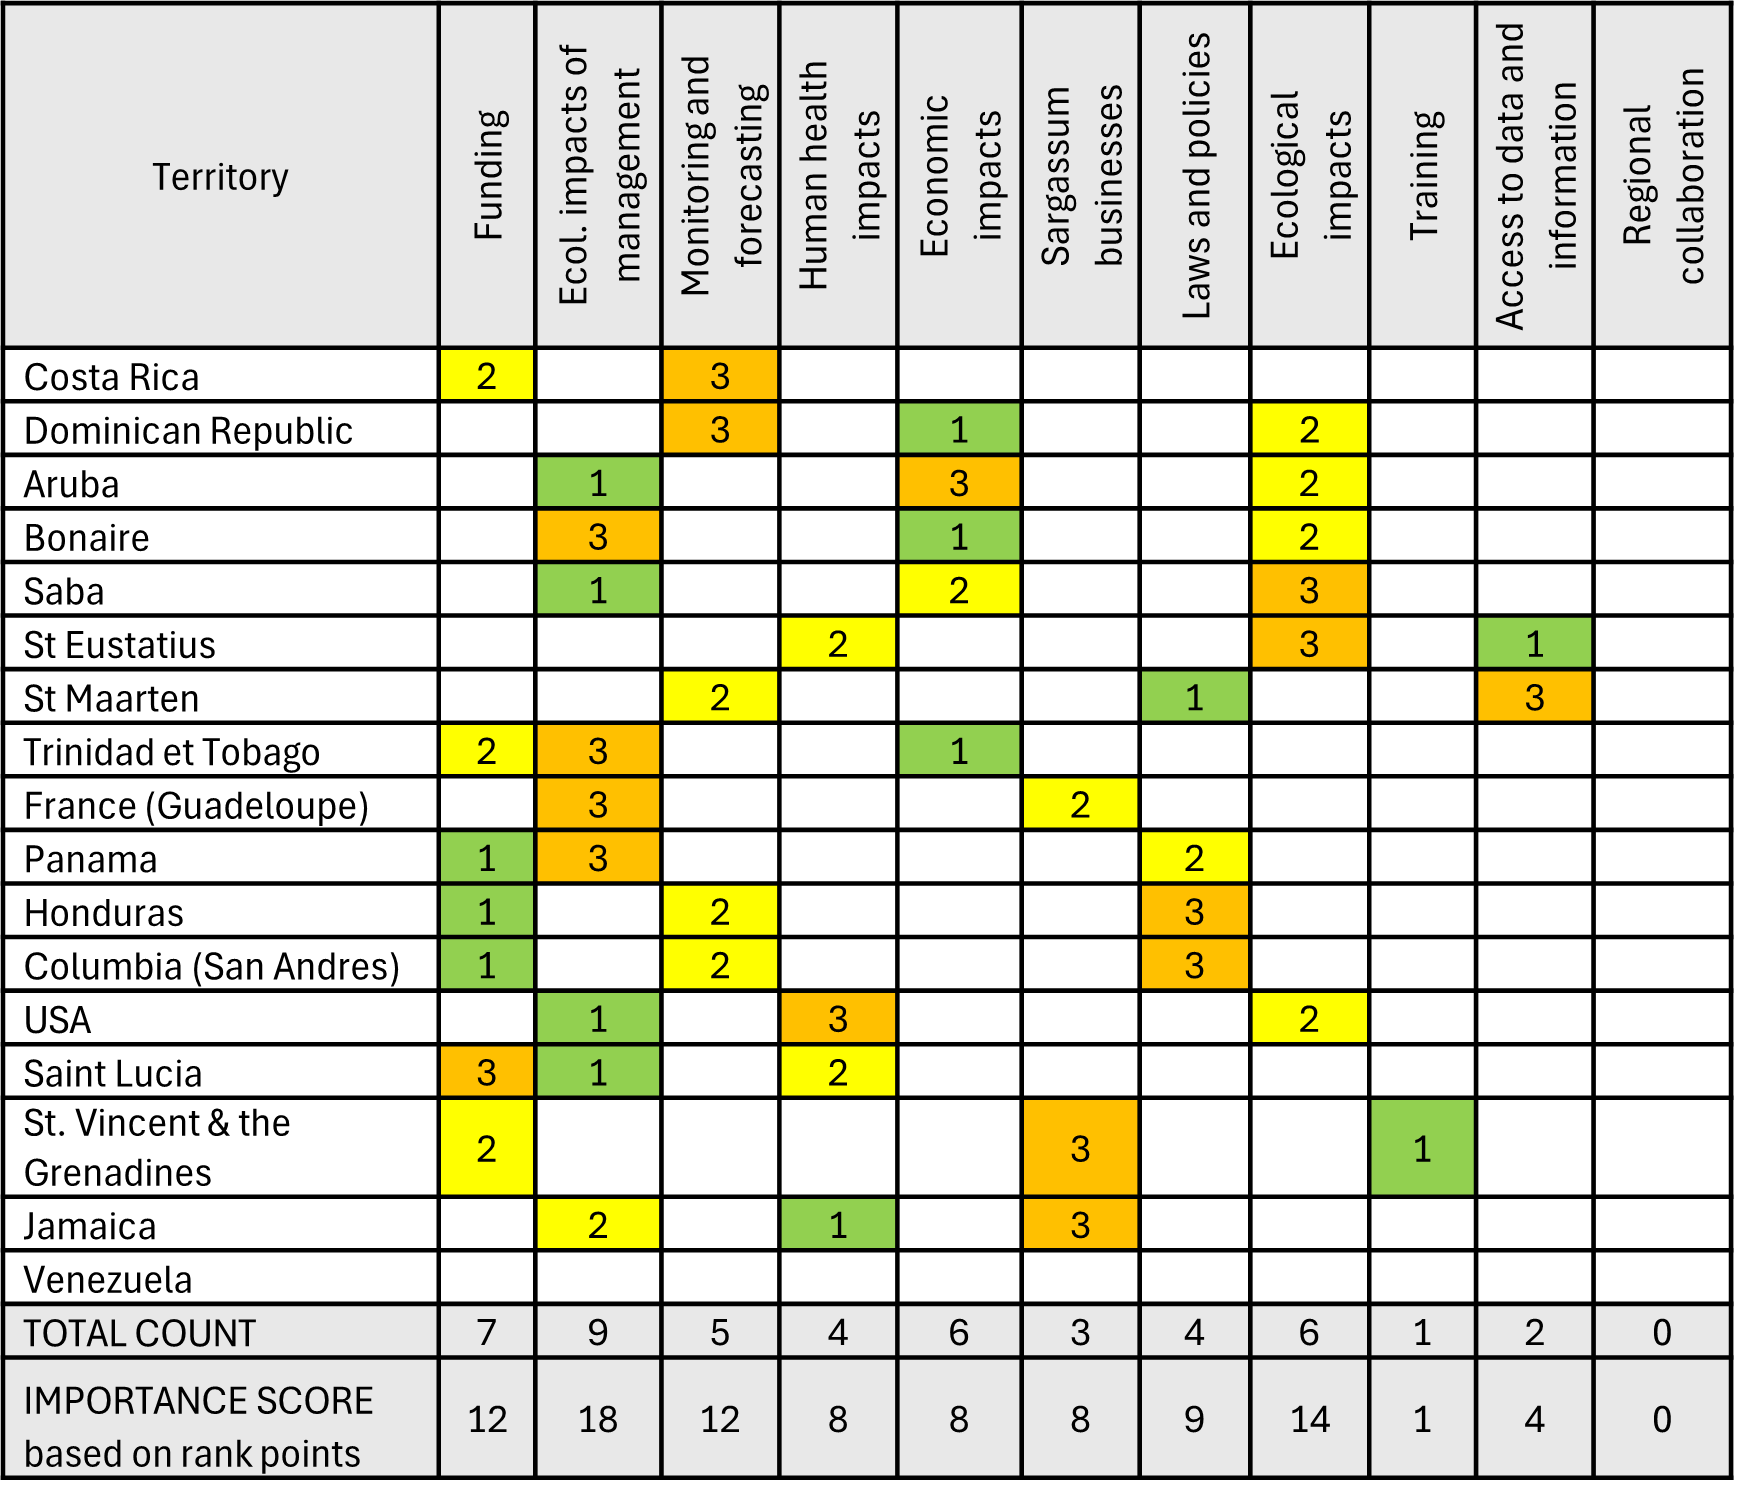 Territory Funding Ecol. impacts of management Monitoring and forecasting Human health impacts Economic impacts Sargassum businesses Laws and policies Ecological impacts Training Access to data and information Regional collaboration
Costa Rica 2 3
Dominican Republic 3 1 2
Aruba 1 3 2
Bonaire 3 1 2
Saba 1 2 3
St Eustatius 2 3 1
St Maarten 2 1 3
Trinidad et Tobago 2 3 1
France (Guadeloupe) 3 2
Panama 1 3 2
Honduras 1 2 3
Columbia (San Andres) 1 2 3
USA 1 3 2
Saint Lucia 3 1 2
St. Vincent & the
Grenadines 2 3 1
Jamaica 2 1 3
Venezuela
TOTAL COUNT 7 9 5 4 6 3 4 6 1 2 0
IMPORTANCE SCORE
based on rank points 12 18 12 8 8 8 9 14 1 4 0